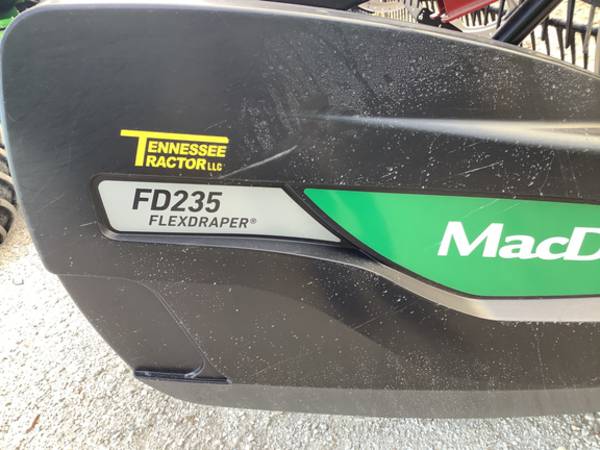 TENNESSEE
TRACTOR LLC
FD235
FLEXDRAPER®
MacD